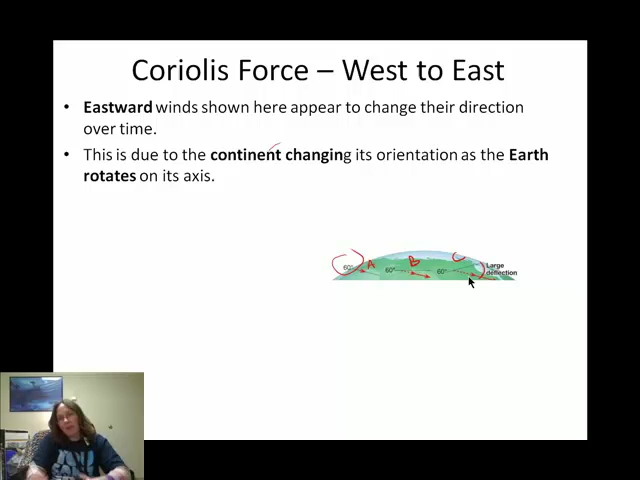 Coriolis Force – West to East
• Eastward winds shown here appear to change their direction
over time.
• This is due to the continent changing its orientation as the Earth
rotates on its axis.
60° A 60° B 60° C Large
deflection